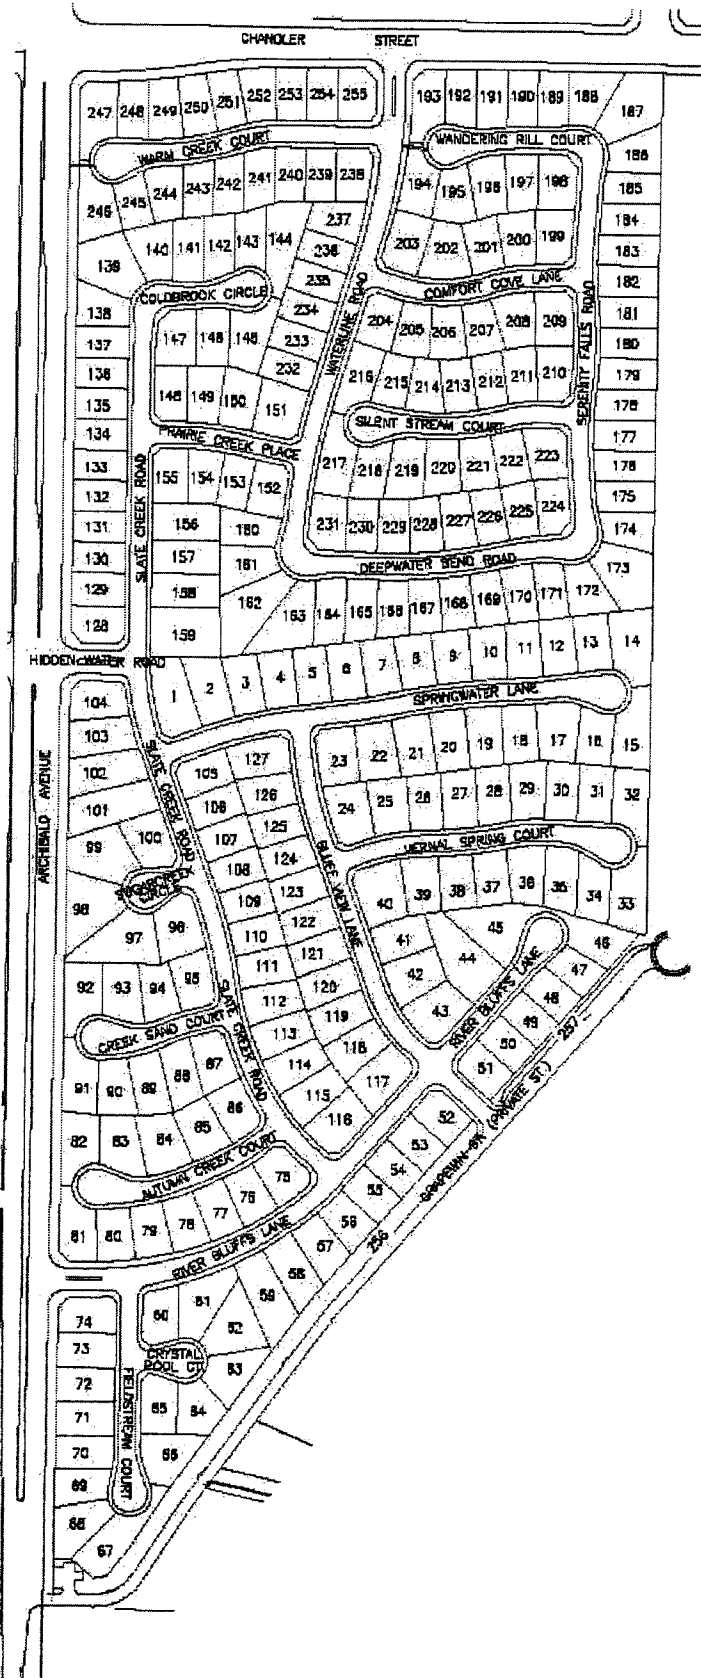 CHANDLER STREET
247 248 249 250 251 252 253 254 255
193 192 191 190 189 188 187
WARM CREEK COURT
WANDERING RILL COURT
246 245 244 243 242 241 240 239 238
194 195 196 197 198
186
185
184
183
182
181
180
179
178
177
176
175
174
173
237
236
235
234
233
232
203 202 201 200 199
139 140 141 142 143 144
COLDBROOK CIRCLE
COMFORT COVE LANE
WATERLINE ROAD
SERENITY FALLS ROAD
138
137
136
135
134
133
132
131
130
129
128
147 146 145
204 205 206 207 208 209
148 149 150 151
216 215 214 213 212 211 210
PRAIRIE CREEK PLACE
SILENT STREAM COURT
155 154 153 152
217 218 219 220 221 222 223
SLATE CREEK ROAD
156 160
157 161
158 162
159
231 230 229 228 227 226 225 224
DEEPWATER BEND ROAD
163 164 165 166 167 168 169 170 171 172
HIDDEN WATER ROAD
1 2 3 4 5 6 7 8 9 10 11 12 13 14
SPRINGWATER LANE
104
103
102
101
99 100
ARCHIBALD AVENUE
SLATE CREEK ROAD
105 127
106 126
107 125
108 124
109 123
110 122
111 121
112 120
113 119
114 118
115 117
116
23 22 21 20 19 18 17 16 15
24 25 26 27 28 29 30 31 32
BLUFF VIEW LANE
VERNAL SPRING COURT
40 39 38 37 36 35 34 33
SUGARCREEK CIRCLE
98 97 96
41 42 43 44 45 46 47 48 49 50 51
RIVER BLUFFS LANE
92 93 94 95
CREEK SAND COURT
SLATE CREEK ROAD
91 90 89 88 87
82 83 84 85 86
AUTUMN CREEK COURT
81 80 79 78 77 76 75
RIVER BLUFFS LANE
52
53
54
55
56
57
58
59
257
(PRIVATE ST.)
256
74
73
72
71
70
69
68
67
60 61
62
63
CRYSTAL POOL CT.
65 64
66
FIELDSTREAM COURT